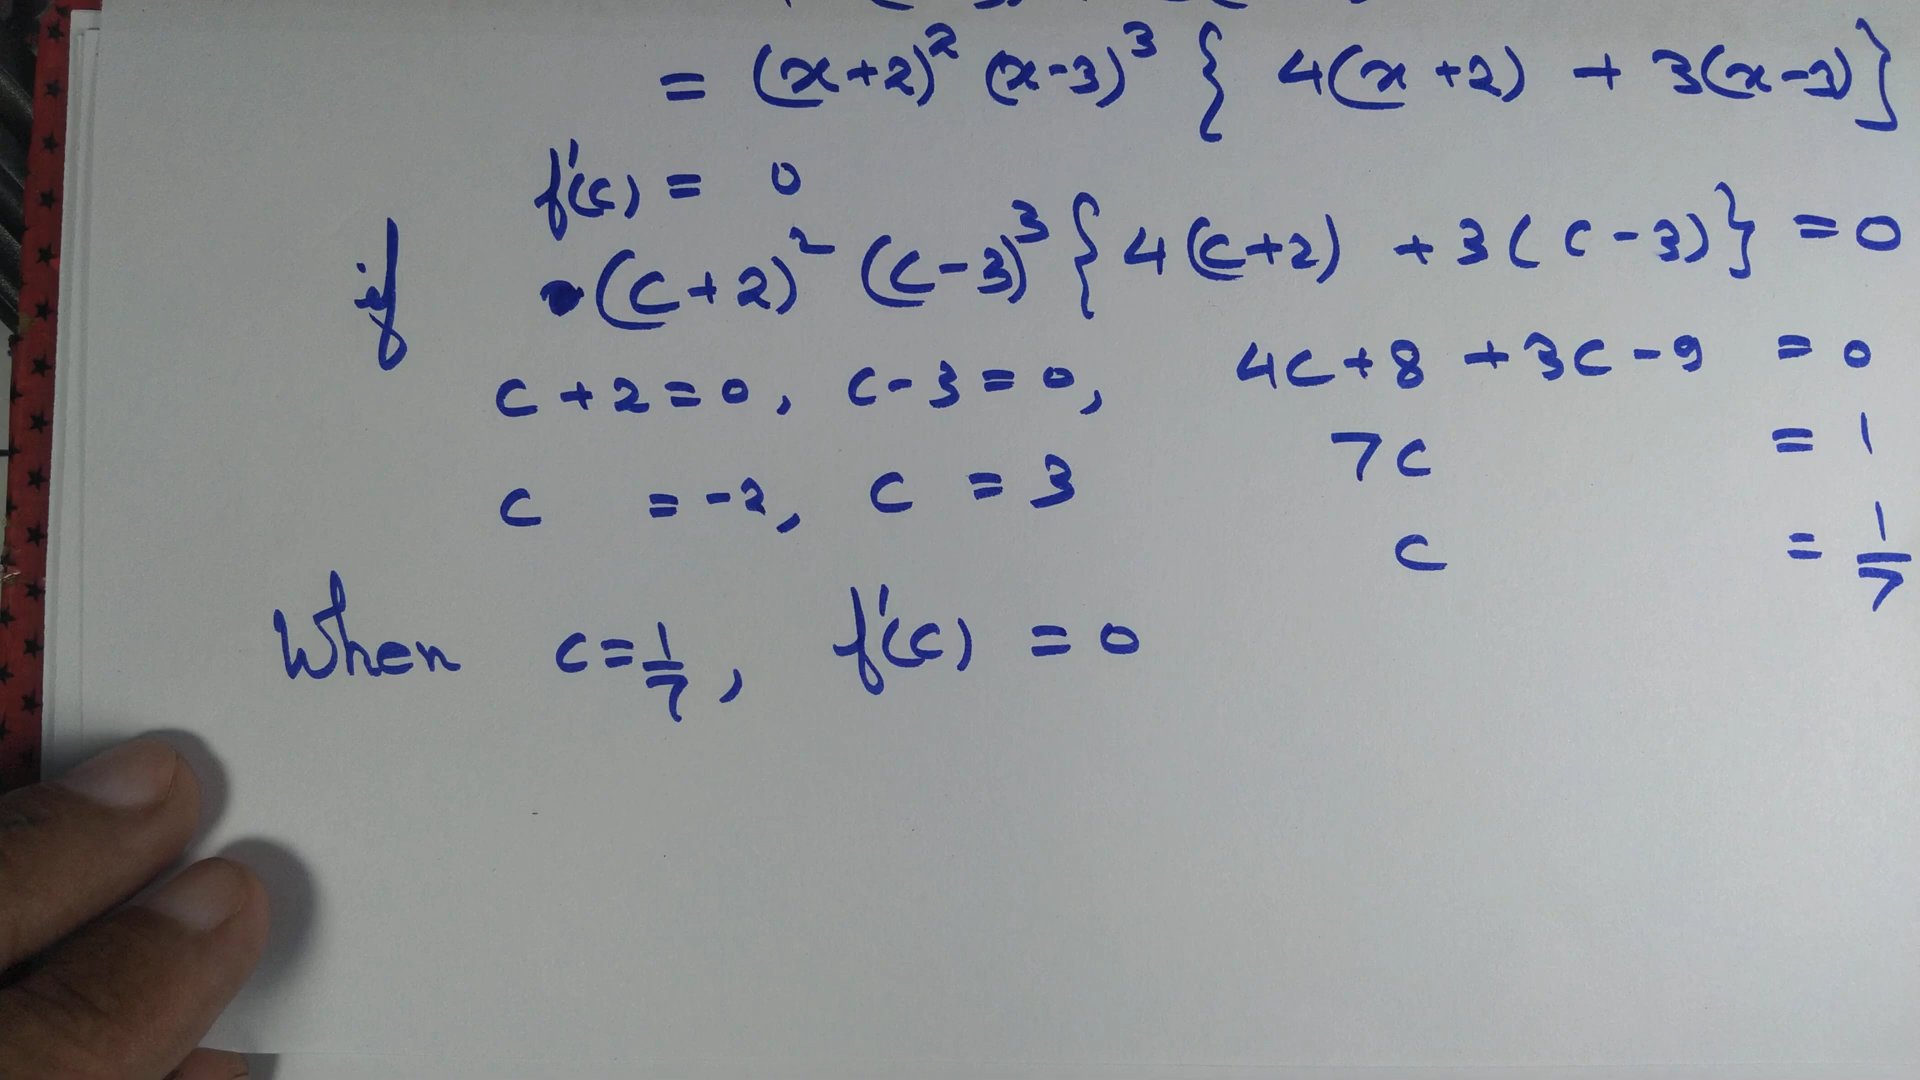 = (x+2)² (x-3)³ { 4(x+2) + 3(x-3)}
f'(c) = 0
if (c+2)² (c-3)³ {4(c+2) +3(c-3)} =0
c+2=0, c-3=0, 4c+8 +3c-9 = 0
7c = 1
c = -2, c = 3
c = 1/7
When c=1/7, f'(c) = 0